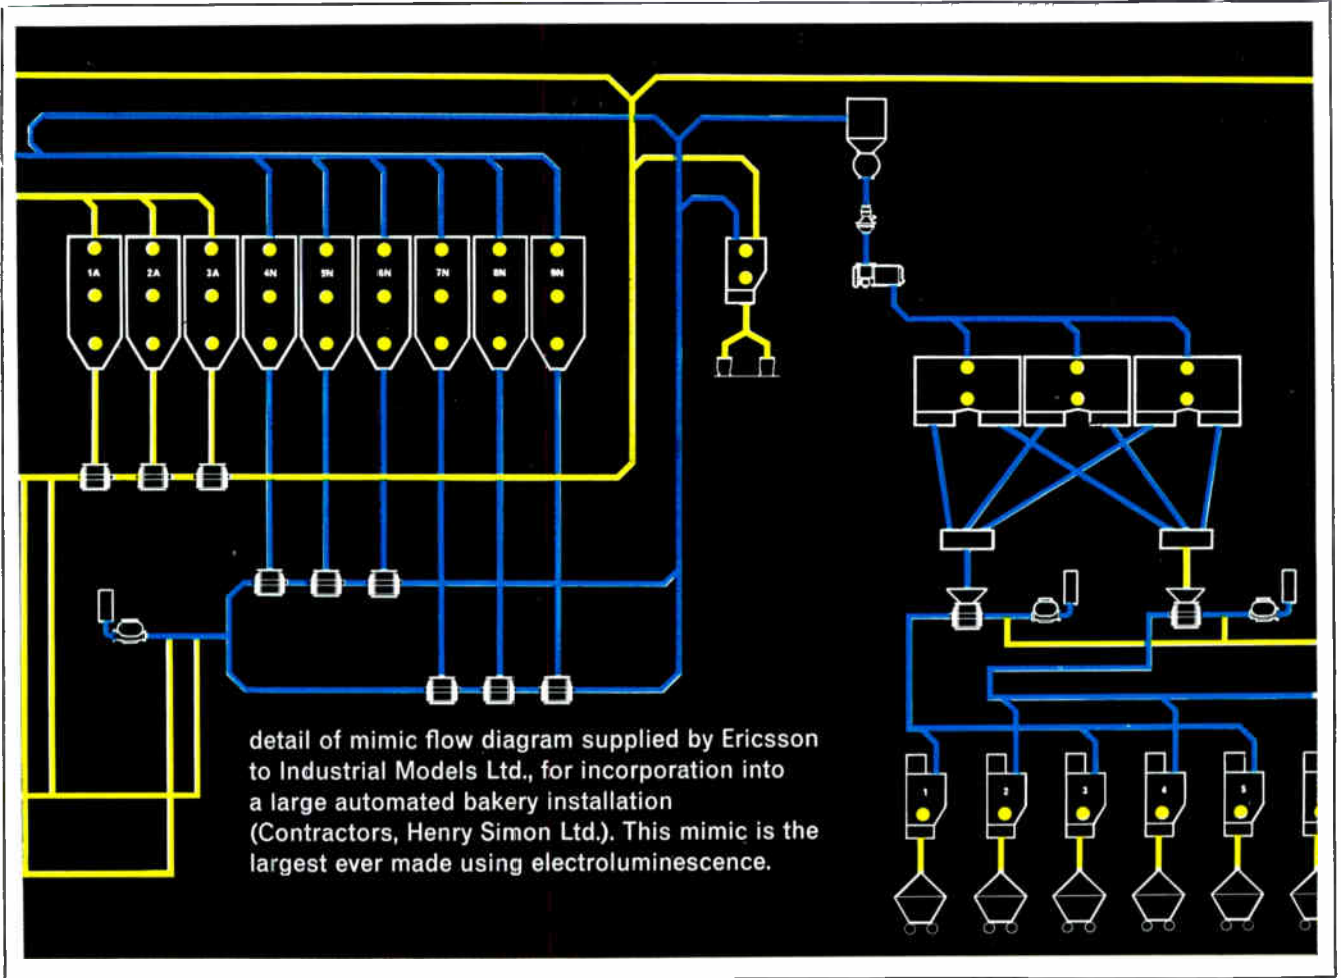 1A 2A 3A 4N 5N 6N 7N 8N 9N
detail of mimic flow diagram supplied by Ericsson
to Industrial Models Ltd., for incorporation into
a large automated bakery installation
(Contractors, Henry Simon Ltd.). This mimic is the
largest ever made using electroluminescence.
1 2 3 4 5